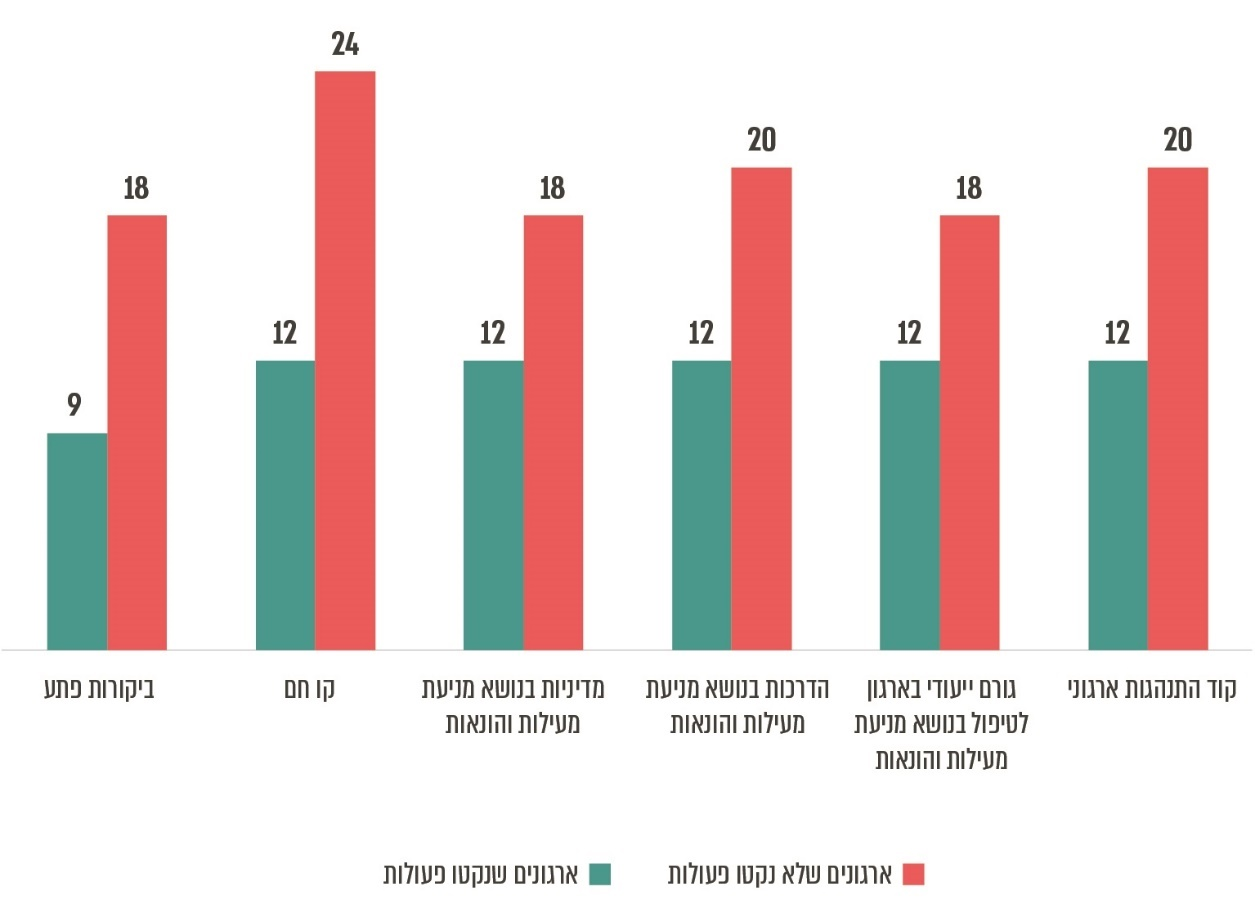 24
20
20
18
18
18
12
12
12
12
12
9
קוד התנהגות ארגוני
גורם ייעודי בארגון
לטיפול בנושא מניעת
מעילות והונאות
הדרכות בנושא מניעת
מעילות והונאות
מדיניות בנושא מניעת
מעילות והונאות
קו חם
ביקורות פתע
ארגונים שלא נקטו פעולות
ארגונים שנקטו פעולות